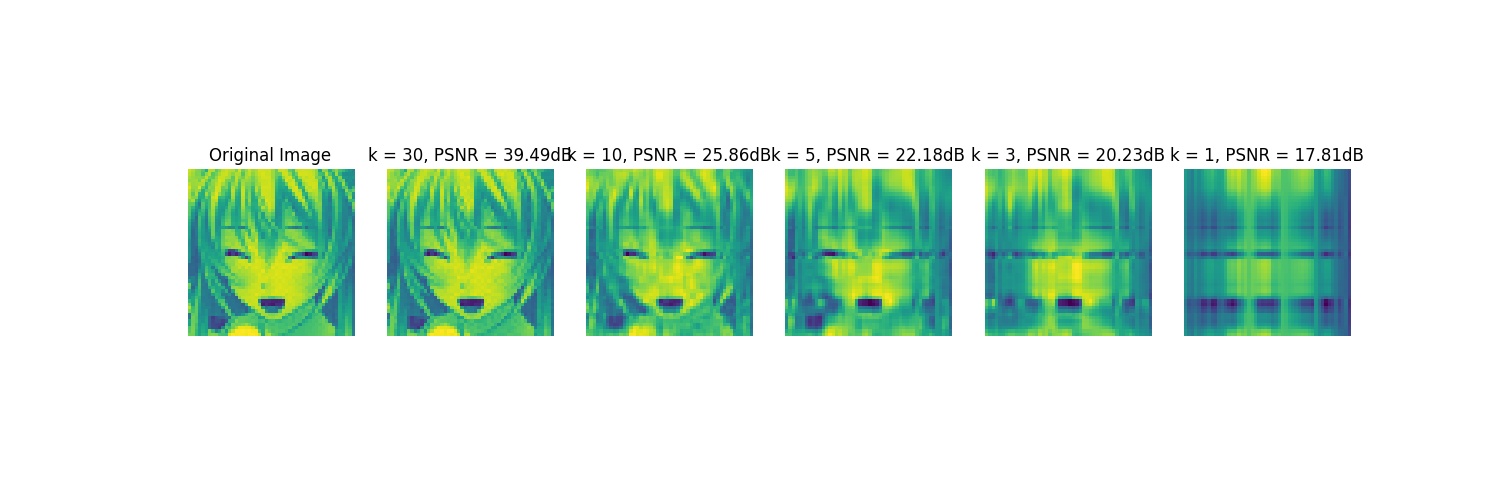 Original Image
k = 30, PSNR = 39.49dB
k = 10, PSNR = 25.86dB
k = 5, PSNR = 22.18dB
k = 3, PSNR = 20.23dB
k = 1, PSNR = 17.81dB